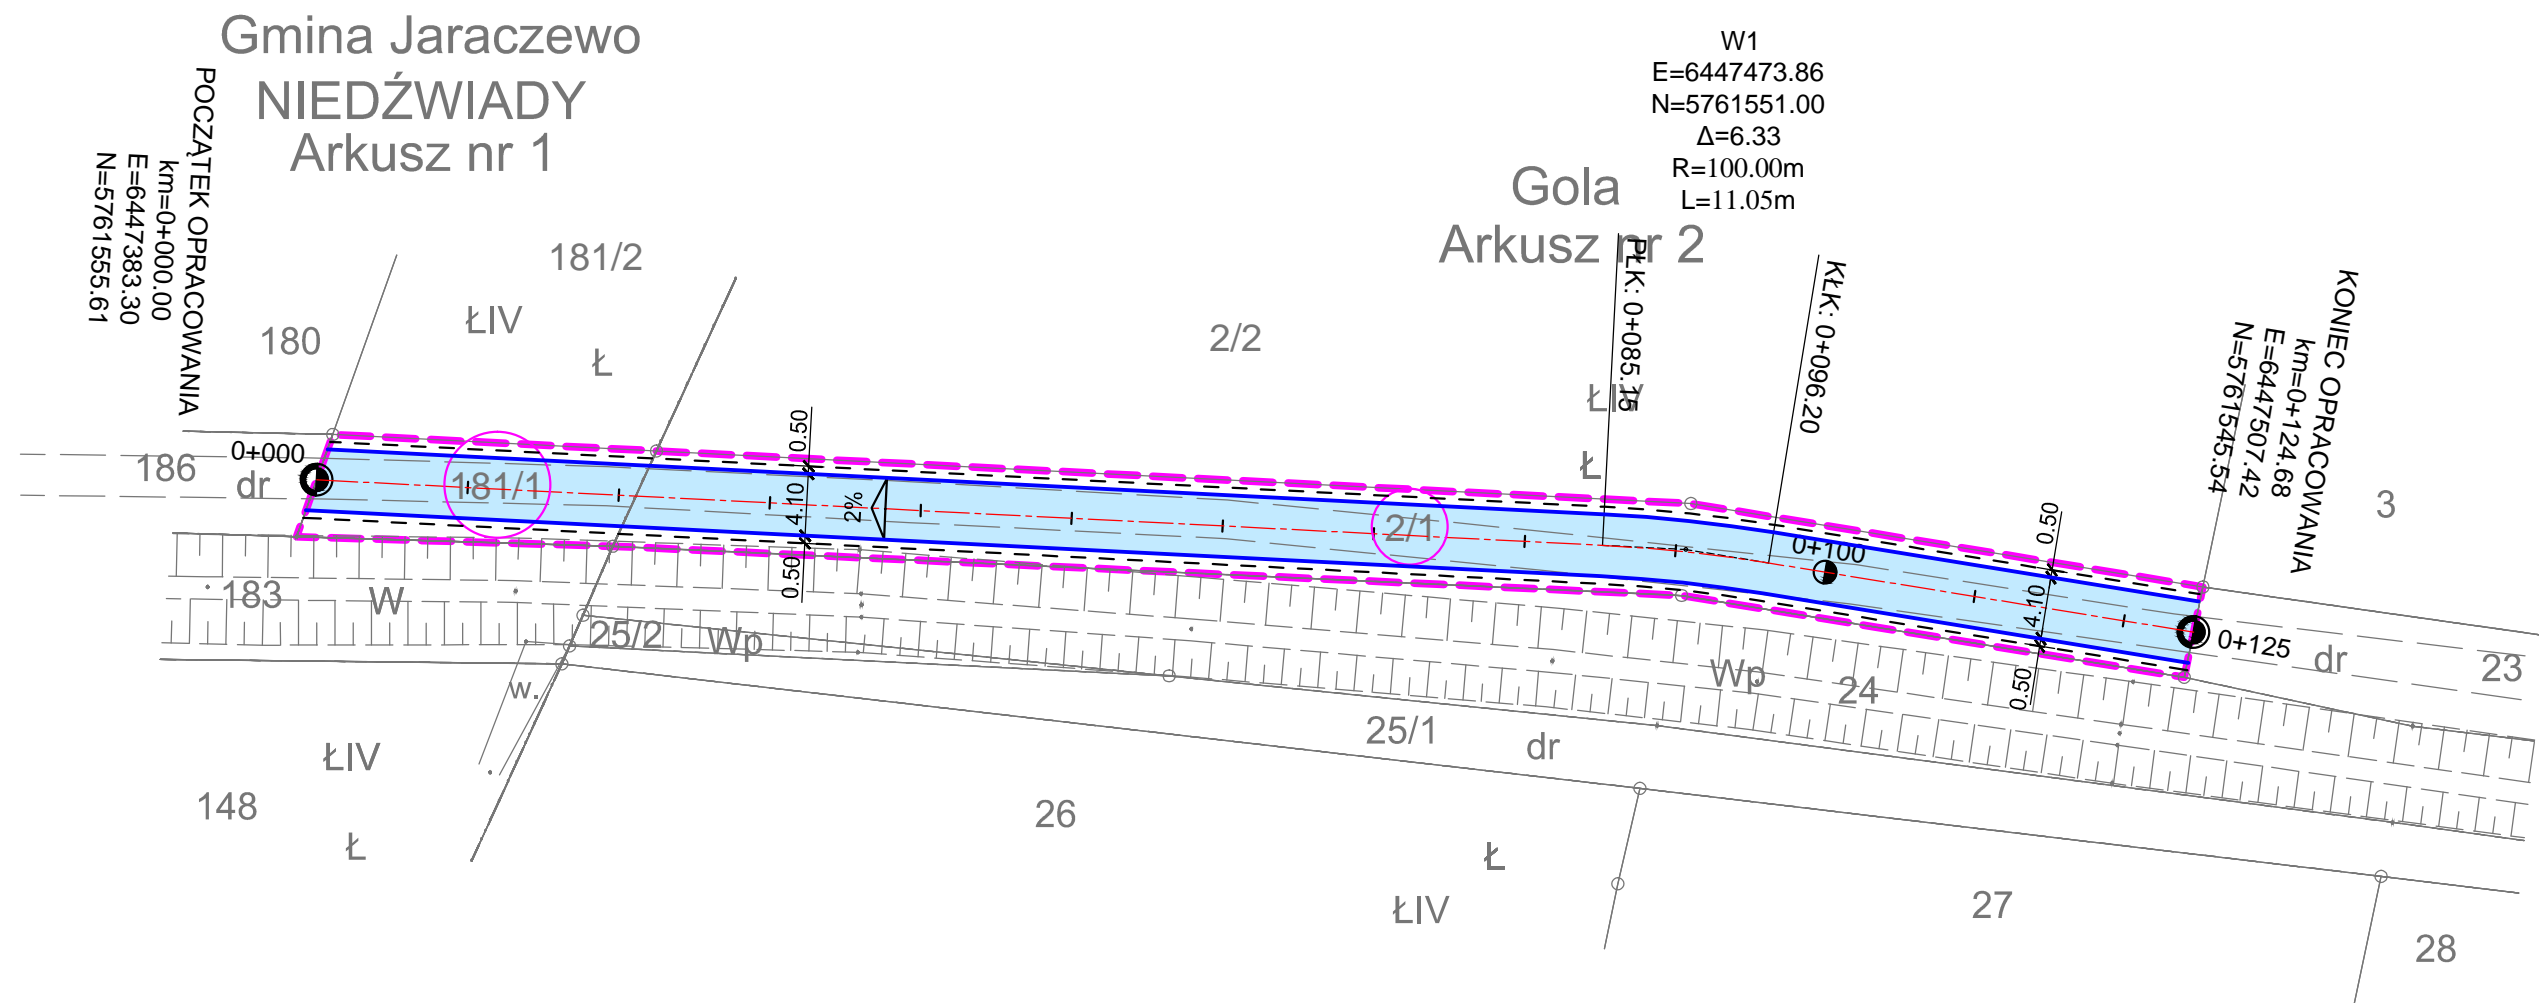 Gmina Jaraczewo
NIEDŹWIADY
Arkusz nr 1
POCZĄTEK OPRACOWANIA
km=0+000.00
E=6447383.30
N=5761555.61
W1
E=6447473.86
N=5761551.00
Δ=6.33
R=100.00m
L=11.05m
Gola
Arkusz nr 2
PŁK: 0+085.15
KŁK: 0+096.20
KONIEC OPRACOWANIA
km=0+124.68
E=6447507.42
N=5761545.54
181/2
ŁIV
180
Ł
2/2
ŁIV
Ł
3
186
dr
0+000
181/1
0.50
4.10
0.50
2%
2/1
0+100
0.50
4.10
0.50
0+125
dr
23
183
W
25/2
Wp
w.
Wp
24
25/1
dr
ŁIV
148
Ł
26
Ł
ŁIV
27
28